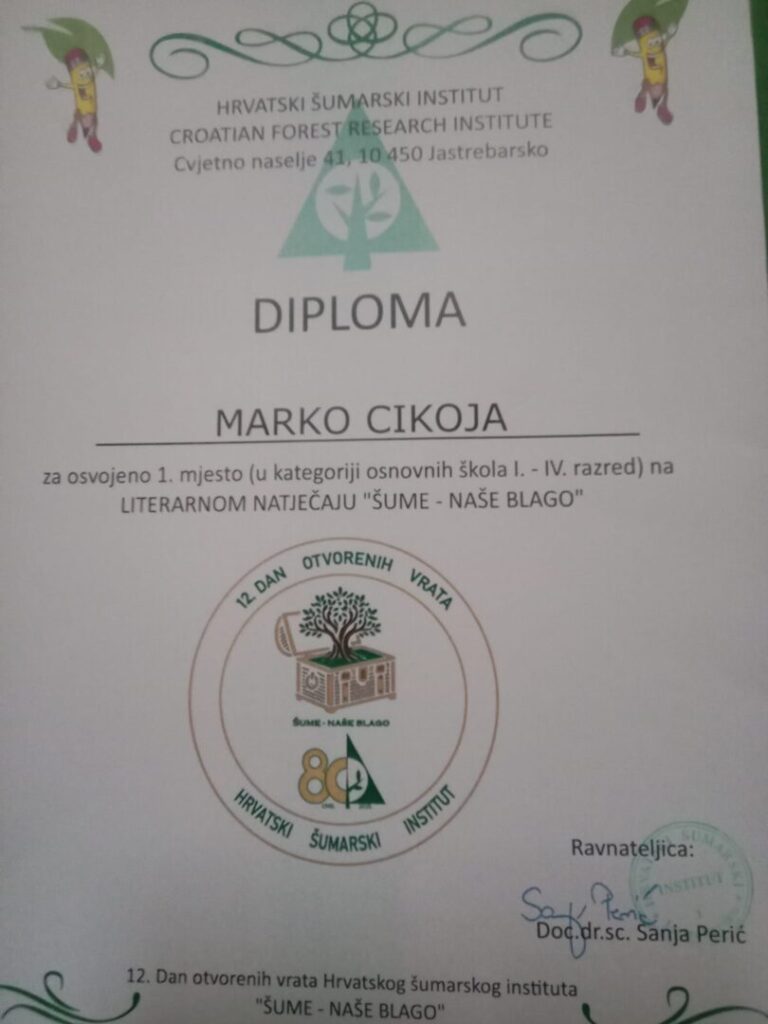 HRVATSKI ŠUMARSKI INSTITUT
CROATIAN FOREST RESEARCH INSTITUTE
Cvjetno naselje 41, 10 450 Jastrebarsko
DIPLOMA
MARKO CIKOJA
za osvojeno 1. mjesto (u kategoriji osnovnih škola I. - IV. razred) na
LITERARNOM NATJEČAJU "ŠUME - NAŠE BLAGO"
12. DAN OTVORENIH VRATA
ŠUME - NAŠE BLAGO
80
HRVATSKI ŠUMARSKI INSTITUT
Ravnateljica:
Doc.dr.sc. Sanja Perić
12. Dan otvorenih vrata Hrvatskog šumarskog instituta
"ŠUME - NAŠE BLAGO"